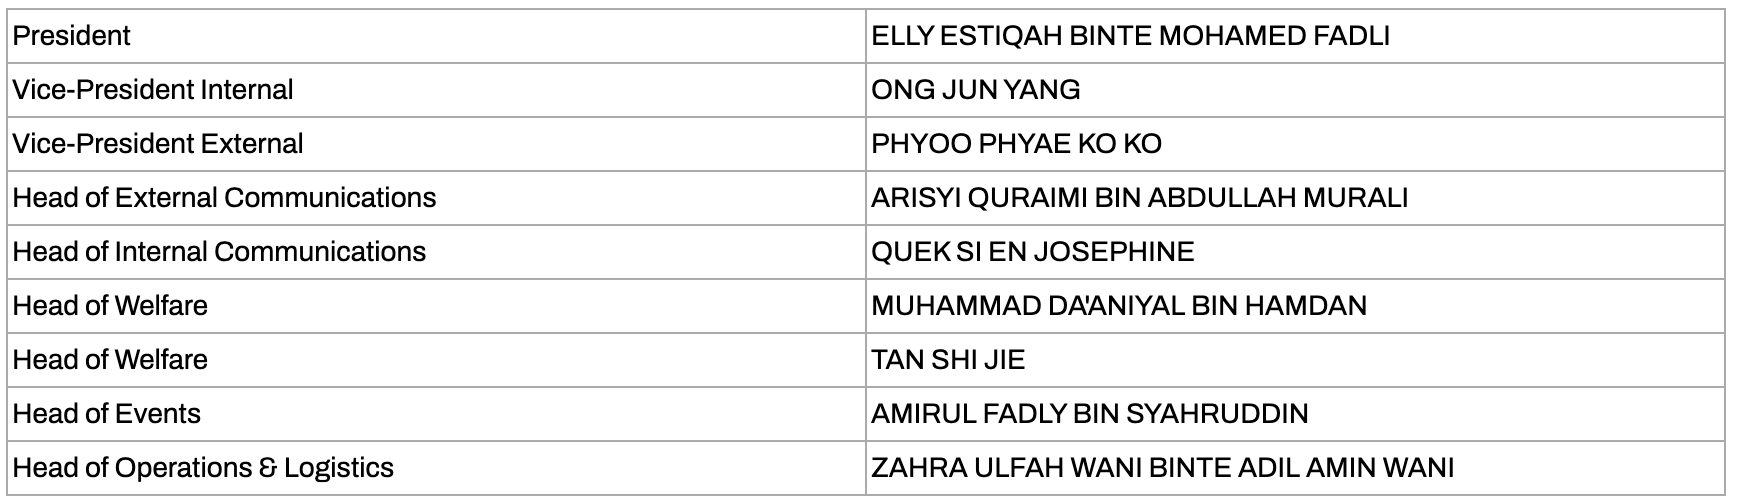 President ELLY ESTIQAH BINTE MOHAMED FADLI
Vice-President Internal ONG JUN YANG
Vice-President External PHYOO PHYAE KO KO
Head of External Communications ARISYI QURAIMI BIN ABDULLAH MURALI
Head of Internal Communications QUEK SI EN JOSEPHINE
Head of Welfare MUHAMMAD DA'ANIYAL BIN HAMDAN
Head of Welfare TAN SHI JIE
Head of Events AMIRUL FADLY BIN SYAHRUDDIN
Head of Operations & Logistics ZAHRA ULFAH WANI BINTE ADIL AMIN WANI